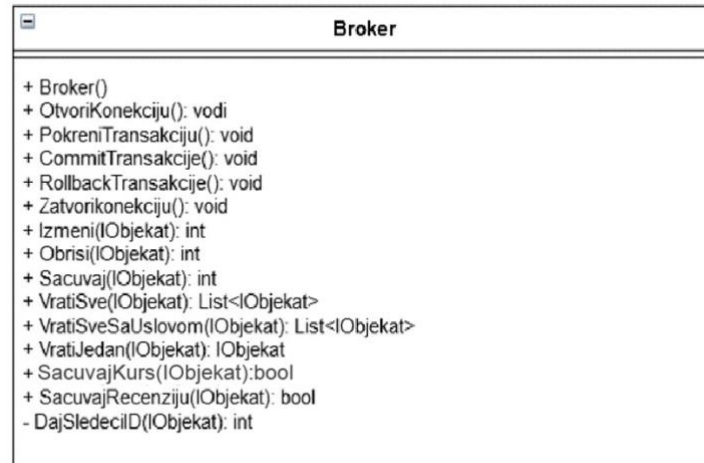 Broker
+ Broker()
+ OtvoriKonekciju(): vodi
+ PokreniTransakciju(): void
+ CommitTransakcije(): void
+ RollbackTransakcije(): void
+ Zatvorikonekciju(): void
+ Izmeni(IObjekat): int
+ Obrisi(IObjekat): int
+ Sacuvaj(IObjekat): int
+ VratiSve(IObjekat): List<IObjekat>
+ VratiSveSaUslovom(IObjekat): List<IObjekat>
+ VratiJedan(IObjekat): IObjekat
+ SacuvajKurs(IObjekat):bool
+ SacuvajRecenziju(IObjekat): bool
- DajSledeciID(IObjekat): int